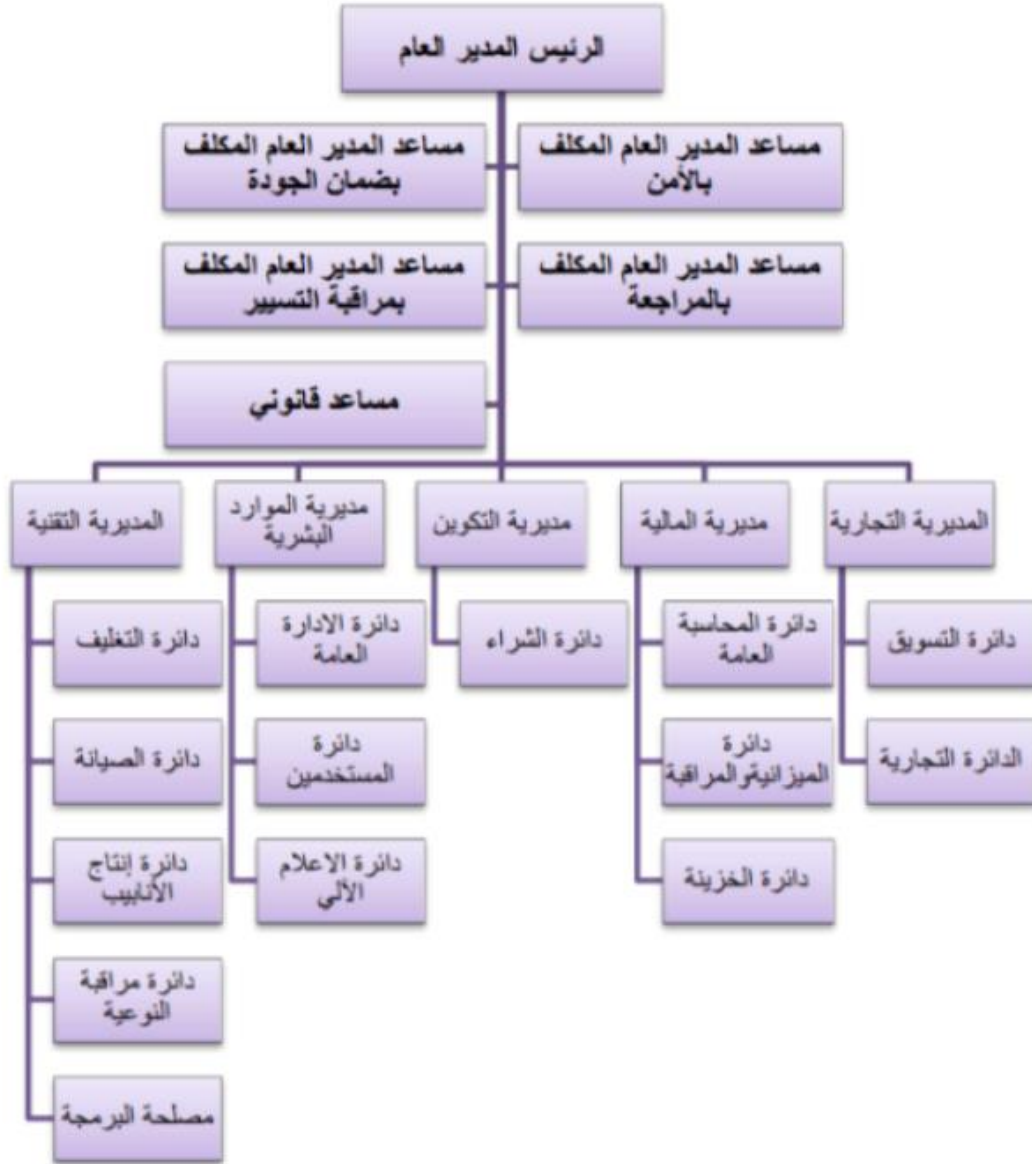 الرئيس المدير العام
مساعد المدير العام المكلف
بالأمن
مساعد المدير العام المكلف
بضمان الجودة
مساعد المدير العام المكلف
بالمراجعة
مساعد المدير العام المكلف
بمراقبة التسيير
مساعد قانوني
المديرية التجارية
دائرة التسويق
الدائرة التجارية
مديرية المالية
دائرة المحاسبة
العامة
دائرة
الميزانيةوالمراقبة
دائرة الخزينة
مديرية التكوين
دائرة الشراء
مديرية الموارد
البشرية
دائرة الادارة
العامة
دائرة
المستخدمين
دائرة الاعلام
الألي
المديرية التقنية
دائرة التغليف
دائرة الصيانة
دائرة إنتاج
الأنابيب
دائرة مراقبة
النوعية
مصلحة البرمجة